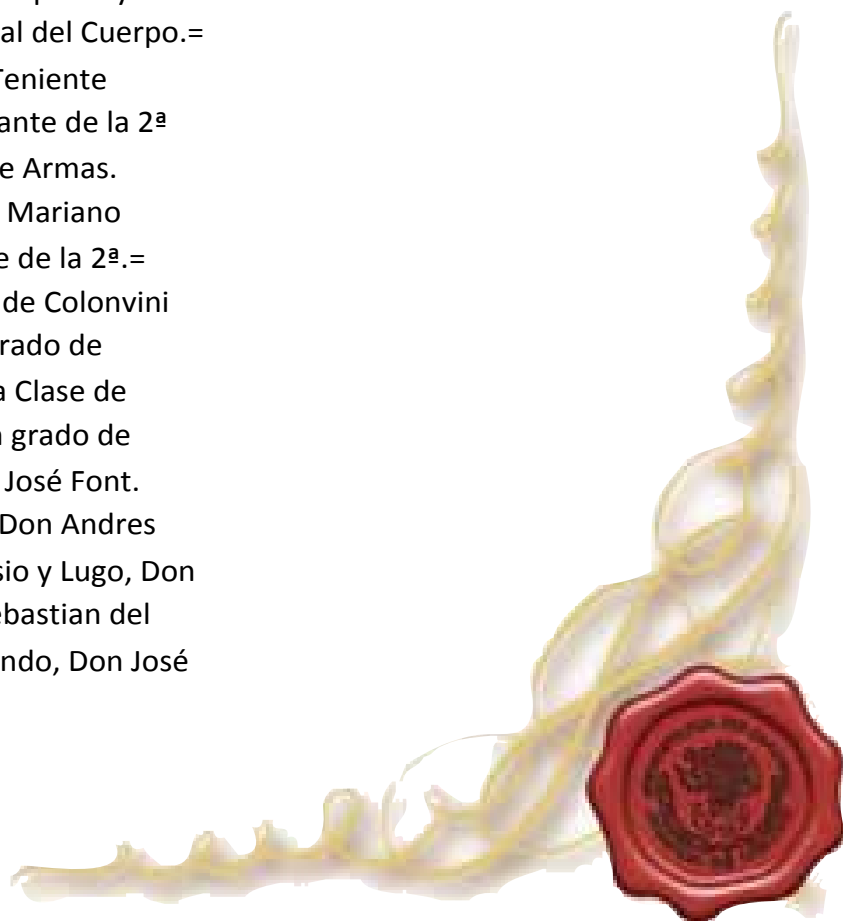 al del Cuerpo.=
Teniente
ante de la 2ª
e Armas.
Mariano
e de la 2ª.=
de Colonvini
rado de
a Clase de
grado de
José Font.
Don Andres
sio y Lugo, Don
ebastian del
ndo, Don José